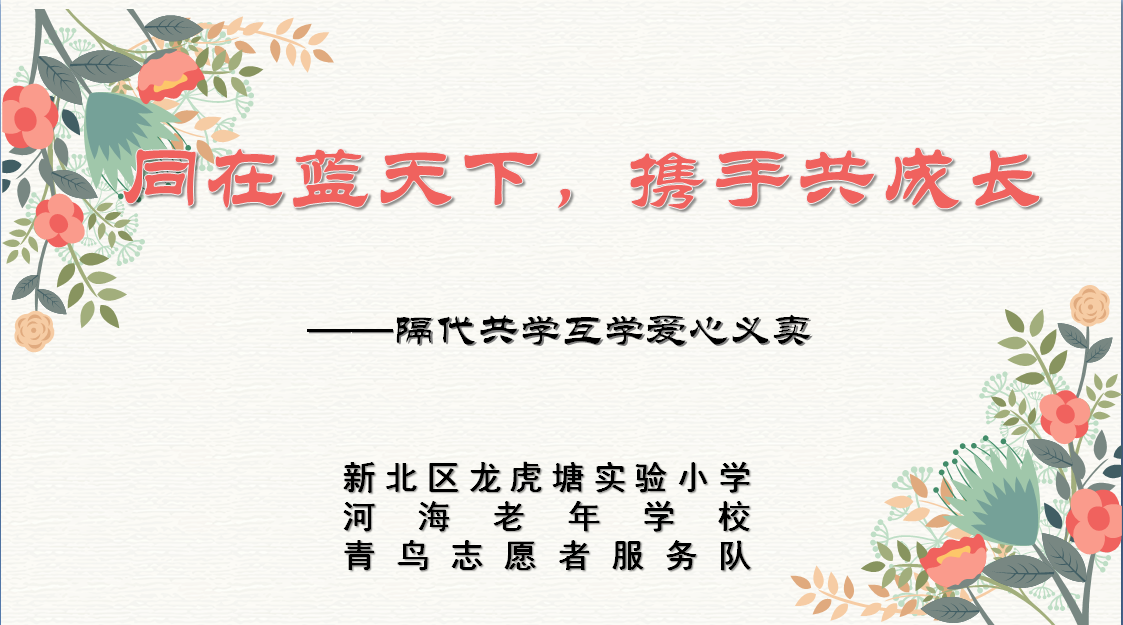 同在蓝天下，携手共成长
——隔代共学互学爱心义卖
新北区龙虎塘实验小学
河海老年学校
青鸟志愿者服务队